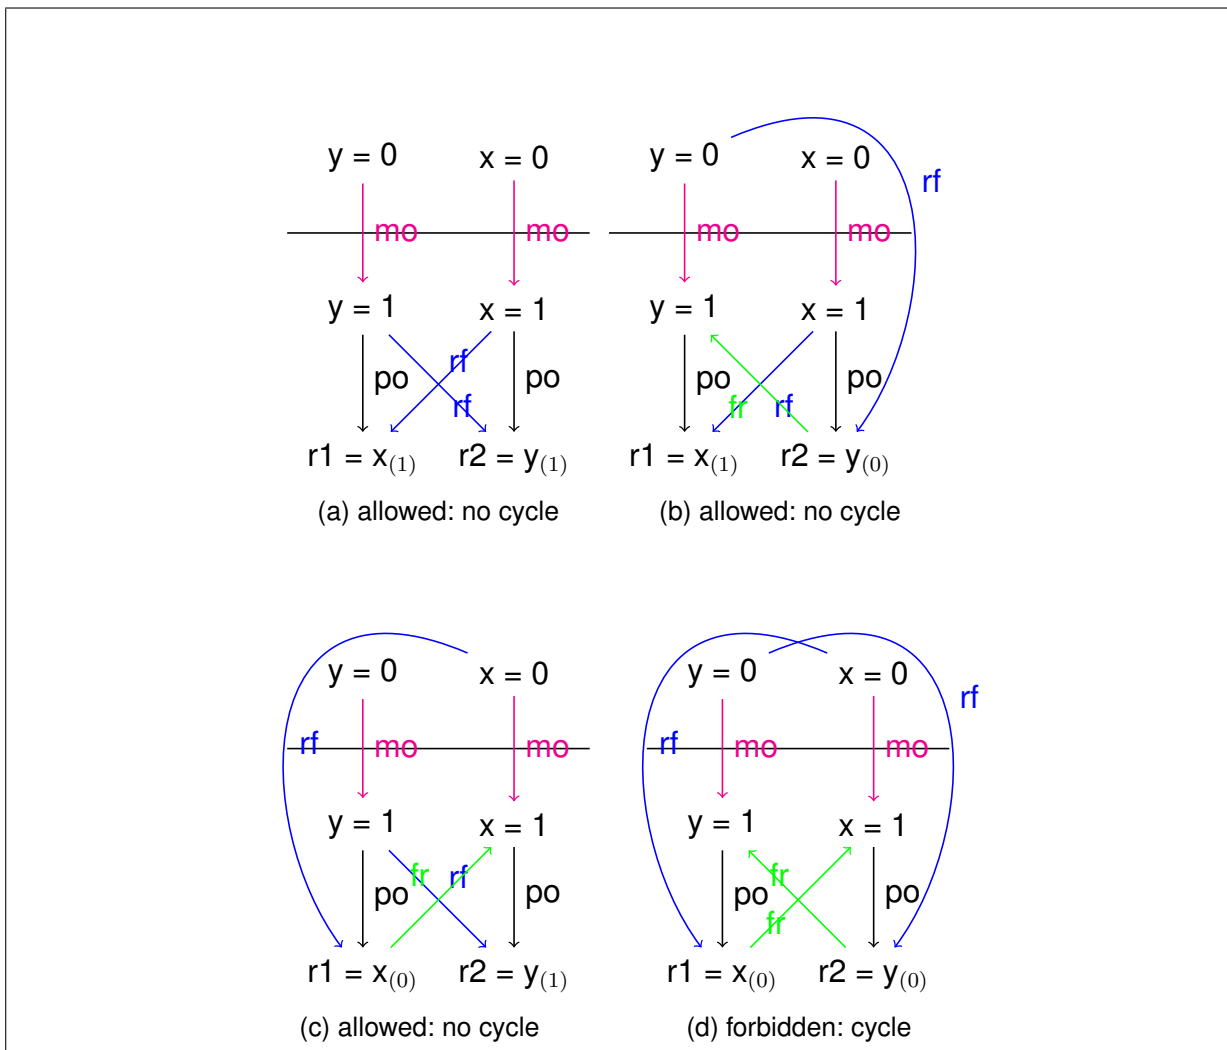 y = 0 x = 0 y = 0 x = 0
rf
mo mo mo mo
y = 1 x = 1 y = 1 x = 1
rf
po po po po
rf fr rf
r1 = x(1) r2 = y(1) r1 = x(1) r2 = y(0)
(a) allowed: no cycle (b) allowed: no cycle
y = 0 x = 0 y = 0 x = 0
rf
rf mo mo rf mo mo
y = 1 x = 1 y = 1 x = 1
fr rf fr
po po po po
fr
r1 = x(0) r2 = y(1) r1 = x(0) r2 = y(0)
(c) allowed: no cycle (d) forbidden: cycle